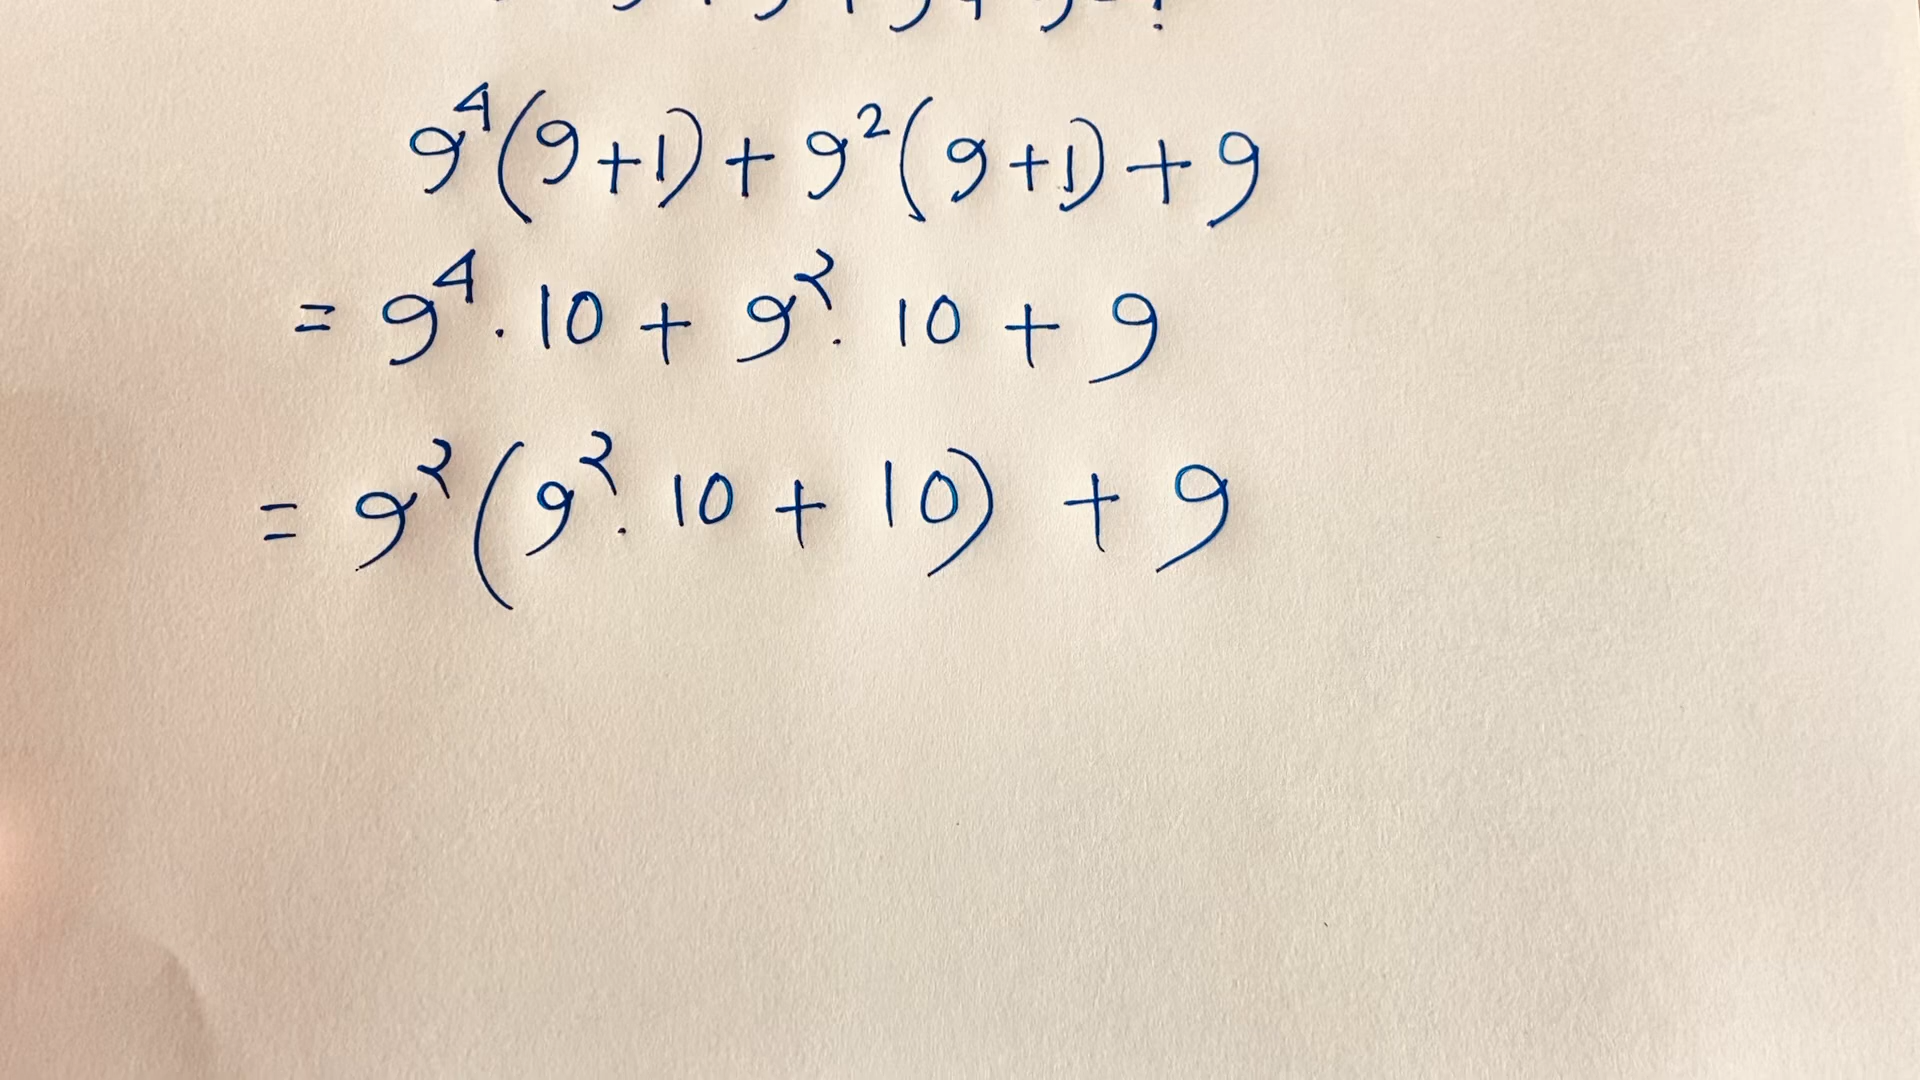 9⁴(9+1) + 9²(9+1) + 9
= 9⁴ . 10 + 9² . 10 + 9
= 9²(9² . 10 + 10) + 9